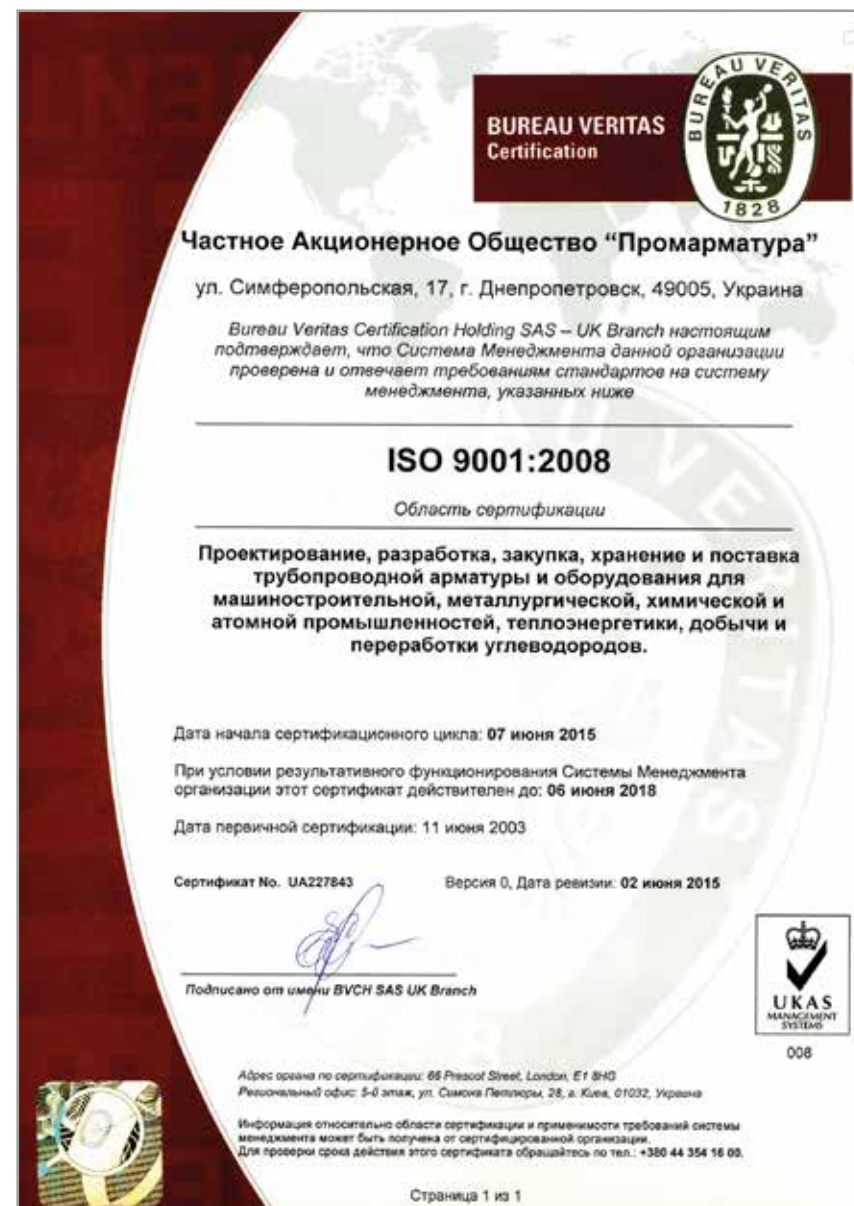 BUREAU VERITAS
Certification
BUREAU VERITAS
1828
Частное Акционерное Общество “Промарматура”
ул. Симферопольская, 17, г. Днепропетровск, 49005, Украина
Bureau Veritas Certification Holding SAS – UK Branch настоящим
подтверждает, что Система Менеджмента данной организации
проверена и отвечает требованиям стандартов на систему
менеджмента, указанных ниже
ISO 9001:2008
Область сертификации
Проектирование, разработка, закупка, хранение и поставка
трубопроводной арматуры и оборудования для
машиностроительной, металлургической, химической и
атомной промышленностей, теплоэнергетики, добычи и
переработки углеводородов.
Дата начала сертификационного цикла: 07 июня 2015
При условии результативного функционирования Системы Менеджмента
организации этот сертификат действителен до: 06 июня 2018
Дата первичной сертификации: 11 июня 2003
Сертификат No. UA227843 Версия 0, Дата ревизии: 02 июня 2015
Подписано от имени BVCH SAS UK Branch
UKAS
MANAGEMENT
SYSTEMS
008
Адрес органа по сертификации: 66 Prescot Street, London, E1 8HG
Региональный офис: 5-й этаж, ул. Симона Петлюры, 28, г. Киев, 01032, Украина
Информация относительно области сертификации и применимости требований системы
менеджмента может быть получена от сертифицированной организации.
Для проверки срока действия этого сертификата обращайтесь по тел.: +380 44 354 16 00.
Страница 1 из 1